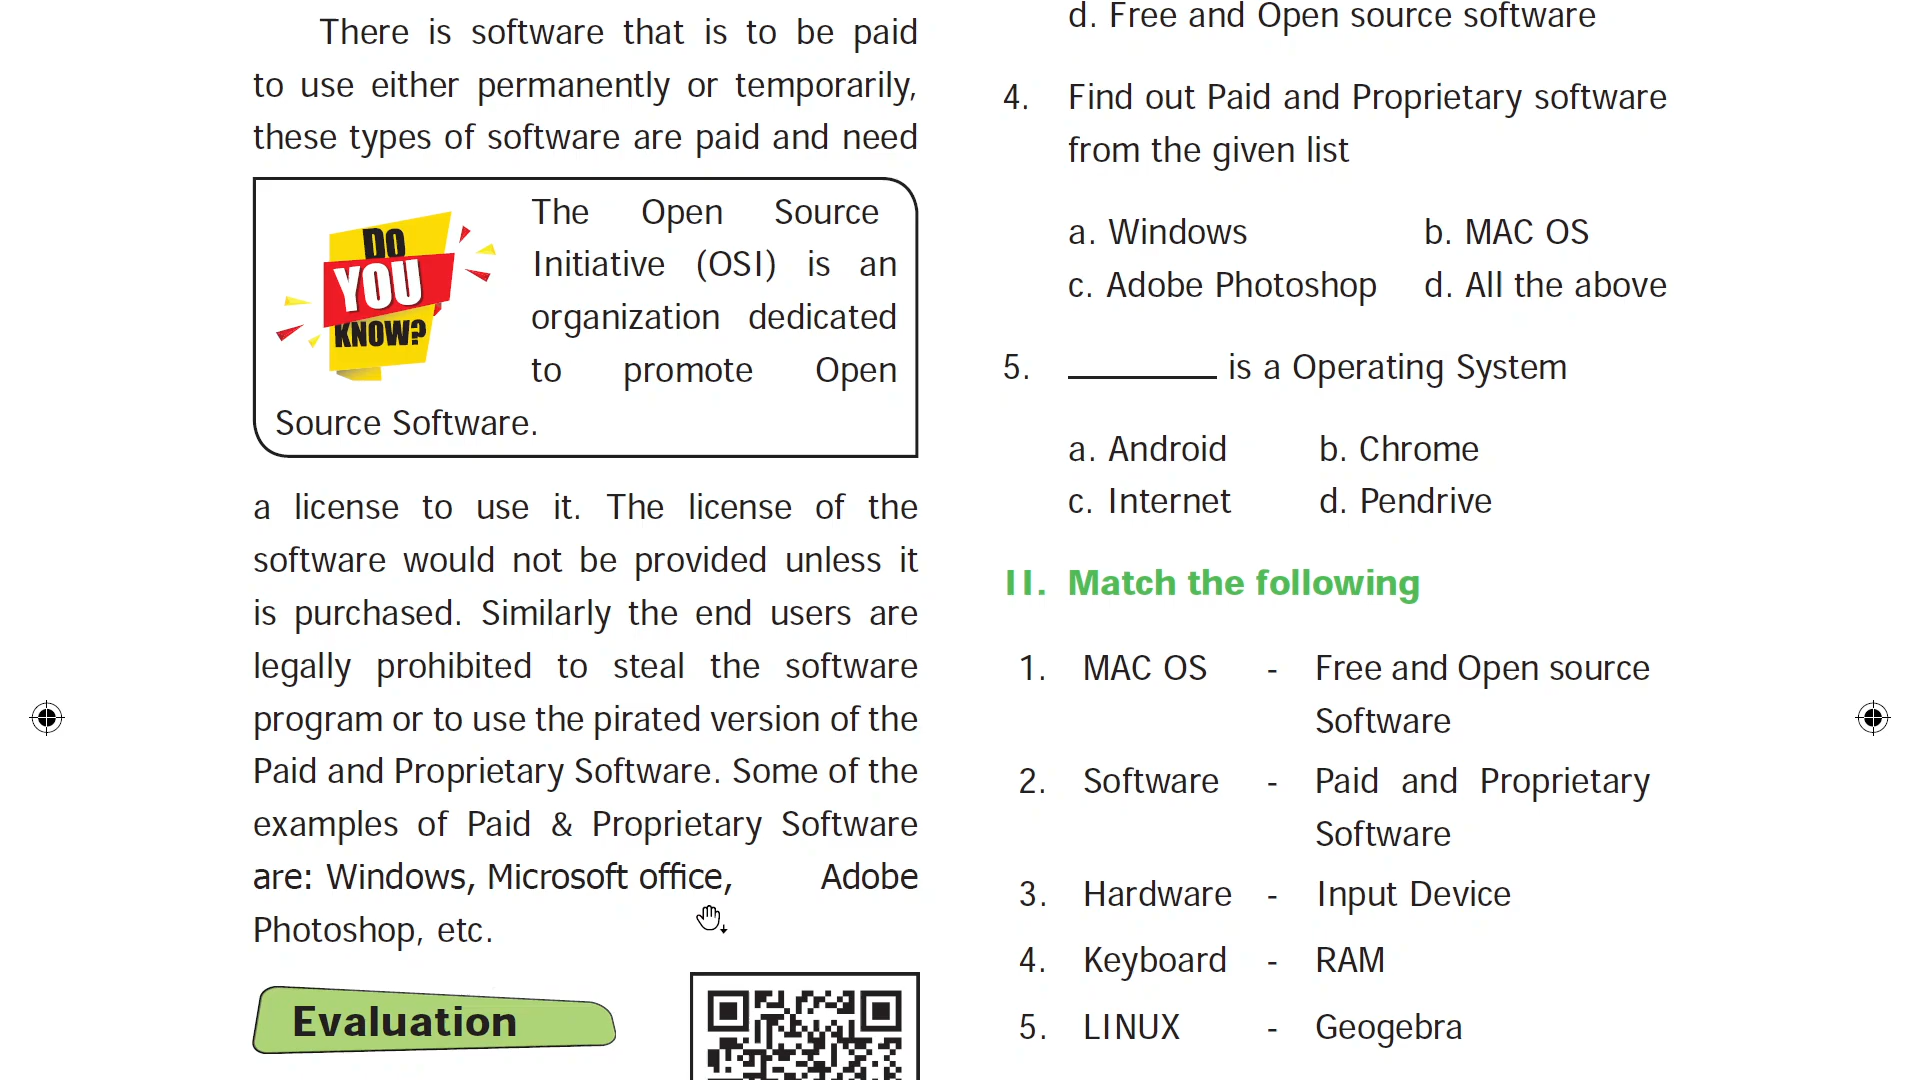 There is software that is to be paid
to use either permanently or temporarily,
these types of software are paid and need
DO
YOU
KNOW?
The Open Source
Initiative (OSI) is an
organization dedicated
to promote Open
Source Software.
a license to use it. The license of the
software would not be provided unless it
is purchased. Similarly the end users are
legally prohibited to steal the software
program or to use the pirated version of the
Paid and Proprietary Software. Some of the
examples of Paid & Proprietary Software
are: Windows, Microsoft office, Adobe
Photoshop, etc.
Evaluation
d. Free and Open source software
4. Find out Paid and Proprietary software
from the given list
a. Windows b. MAC OS
c. Adobe Photoshop d. All the above
5. ________ is a Operating System
a. Android b. Chrome
c. Internet d. Pendrive
II. Match the following
1. MAC OS - Free and Open source
Software
2. Software - Paid and Proprietary
Software
3. Hardware - Input Device
4. Keyboard - RAM
5. LINUX - Geogebra